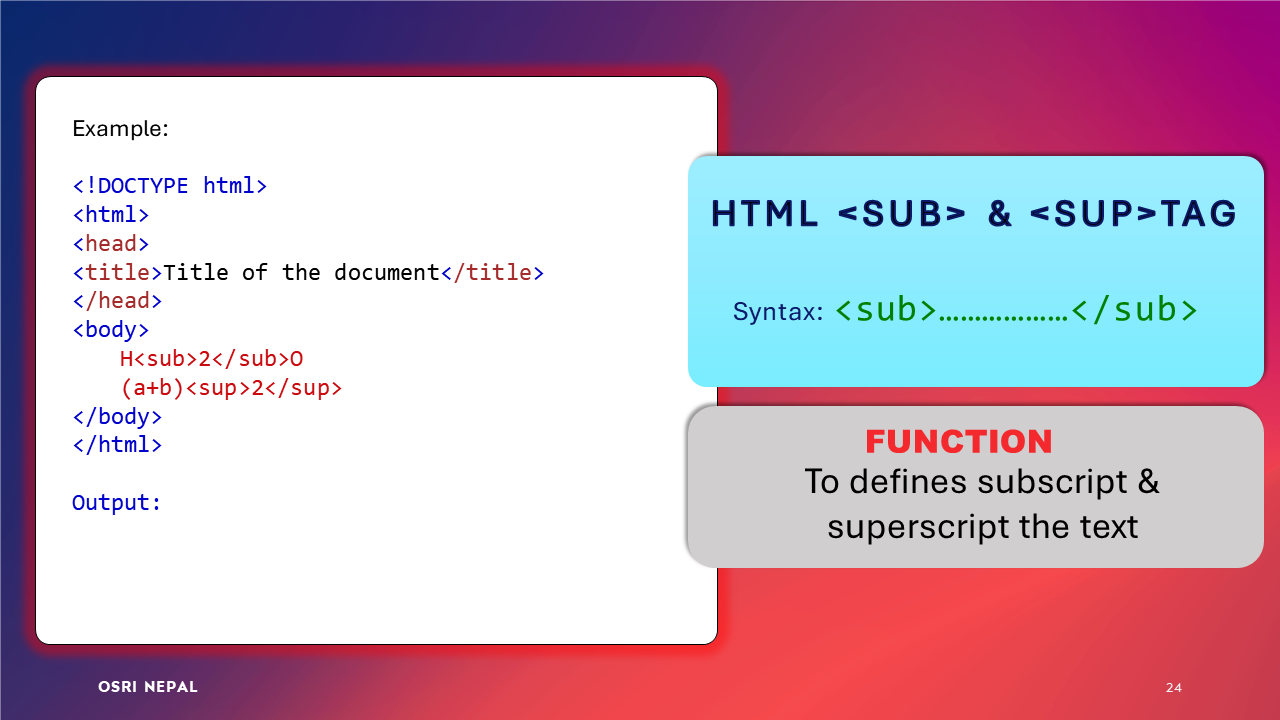 Example:
<!DOCTYPE html>
<html>
<head>
<title>Title of the document</title>
</head>
<body>
H<sub>2</sub>O
(a+b)<sup>2</sup>
</body>
</html>
Output:
HTML <SUB> & <SUP>TAG
Syntax: <sub>………………</sub>
FUNCTION
To defines subscript &
superscript the text
OSRI NEPAL
24